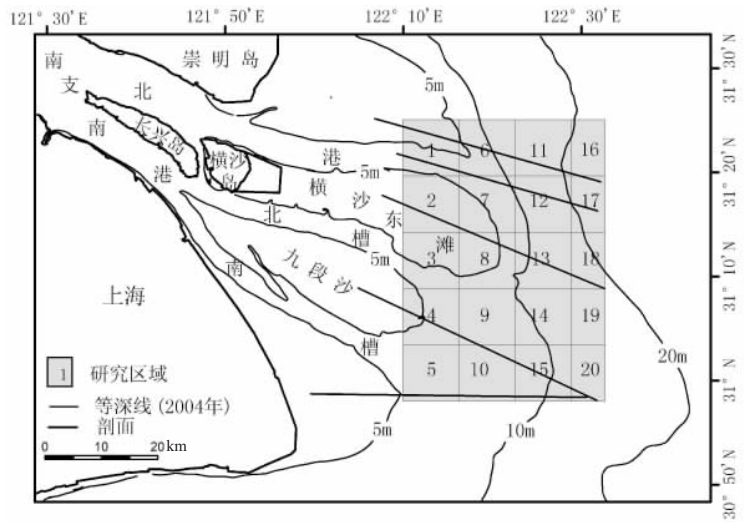 121° 30′ E 121° 50′ E 122° 10′ E 122° 30′ E
31° 30′ N
31° 20′ N
31° 10′ N
31° N
30° 50′ N
崇明岛
南支
北港
南港
长兴岛
横沙岛
横沙东滩
北槽
南槽
九段沙
上海
5m
5m
5m
5m
10m
20m
1 6 11 16
2 7 12 17
3 8 13 18
4 9 14 19
5 10 15 20
1 研究区域
等深线(2004年)
剖面
0 10 20 km